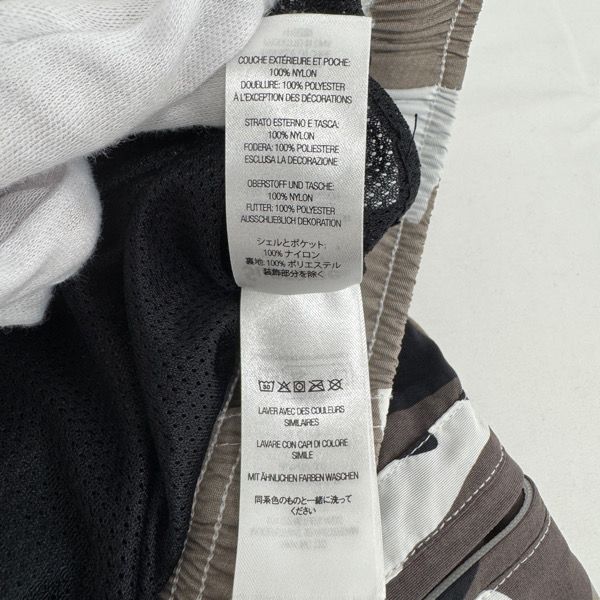 COUCHE EXTÉRIEURE ET POCHE:
100% NYLON
DOUBLURE: 100% POLYESTER
À L'EXCEPTION DES DÉCORATIONS
STRATO ESTERNO E TASCA:
100% NYLON
FODERA: 100% POLIESTERE
ESCLUSA LA DECORAZIONE
OBERSTOFF UND TASCHE:
100% NYLON
FUTTER: 100% POLYESTER
AUSSCHLIEßLICH DEKORATION
シェルとポケット:
100% ナイロン
裏地: 100% ポリエステル
装飾部分を除く
30
LAVER AVEC DES COULEURS
SIMILAIRES
LAVARE CON CAPI DI COLORE
SIMILE
MIT ÄHNLICHEN FARBEN WASCHEN
同系色のものと一緒に洗って
ください